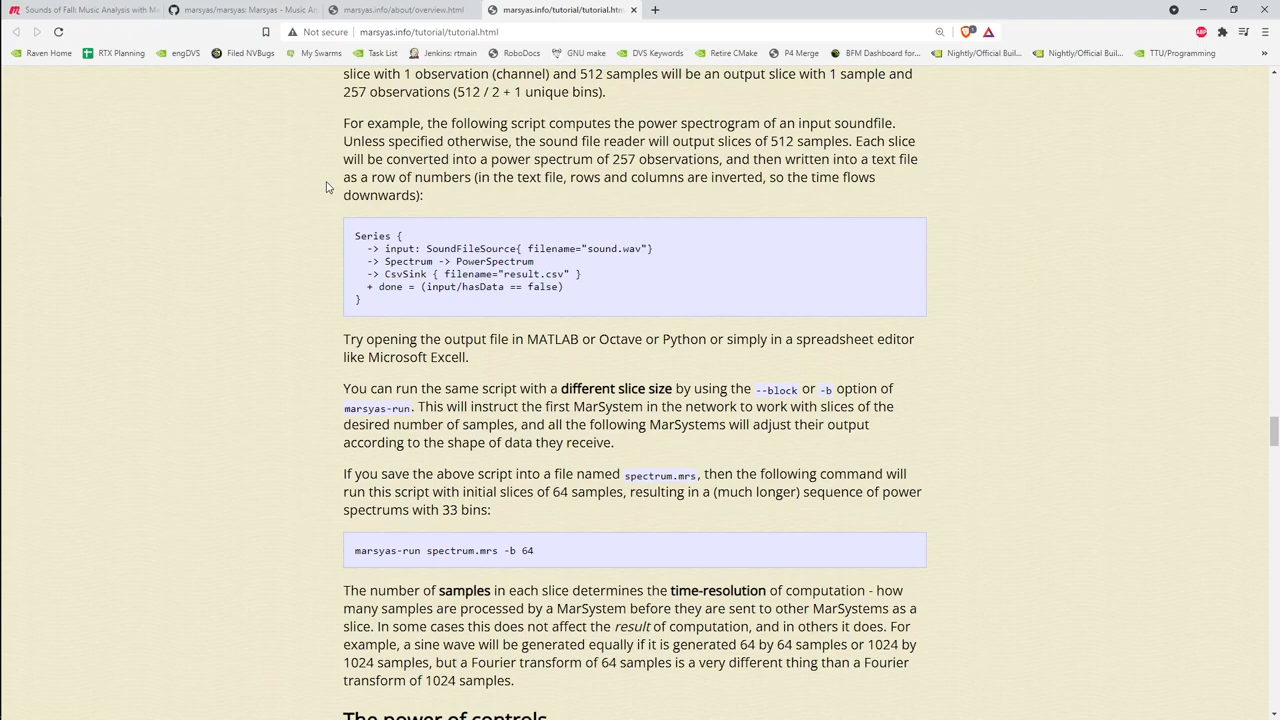 Sounds of Fall: Music Analysis with M
marsyas/marsyas: Marsyas - Music An
marsyas.info/about/overview.html
marsyas.info/tutorial/tutorial.htm
Not secure | marsyas.info/tutorial/tutorial.html
Raven Home
RTX Planning
engDVS
Filed NVBugs
My Swarms
Task List
Jenkins: rtmain
RoboDocs
GNU make
DVS Keywords
Retire CMake
P4 Merge
BFM Dashboard for...
Nightly/Official Buil...
Nightly/Official Buil...
TTU/Programming
slice with 1 observation (channel) and 512 samples will be an output slice with 1 sample and
257 observations (512 / 2 + 1 unique bins).
For example, the following script computes the power spectrogram of an input soundfile.
Unless specified otherwise, the sound file reader will output slices of 512 samples. Each slice
will be converted into a power spectrum of 257 observations, and then written into a text file
as a row of numbers (in the text file, rows and columns are inverted, so the time flows
downwards):
Series {
-> input: SoundFileSource{ filename="sound.wav"}
-> Spectrum -> PowerSpectrum
-> CsvSink { filename="result.csv" }
+ done = (input/hasData == false)
}
Try opening the output file in MATLAB or Octave or Python or simply in a spreadsheet editor
like Microsoft Excell.
You can run the same script with a different slice size by using the --block or -b option of
marsyas-run. This will instruct the first MarSystem in the network to work with slices of the
desired number of samples, and all the following MarSystems will adjust their output
according to the shape of data they receive.
If you save the above script into a file named spectrum.mrs, then the following command will
run this script with initial slices of 64 samples, resulting in a (much longer) sequence of power
spectrums with 33 bins:
marsyas-run spectrum.mrs -b 64
The number of samples in each slice determines the time-resolution of computation - how
many samples are processed by a MarSystem before they are sent to other MarSystems as a
slice. In some cases this does not affect the result of computation, and in others it does. For
example, a sine wave will be generated equally if it is generated 64 by 64 samples or 1024 by
1024 samples, but a Fourier transform of 64 samples is a very different thing than a Fourier
transform of 1024 samples.
The power of controls